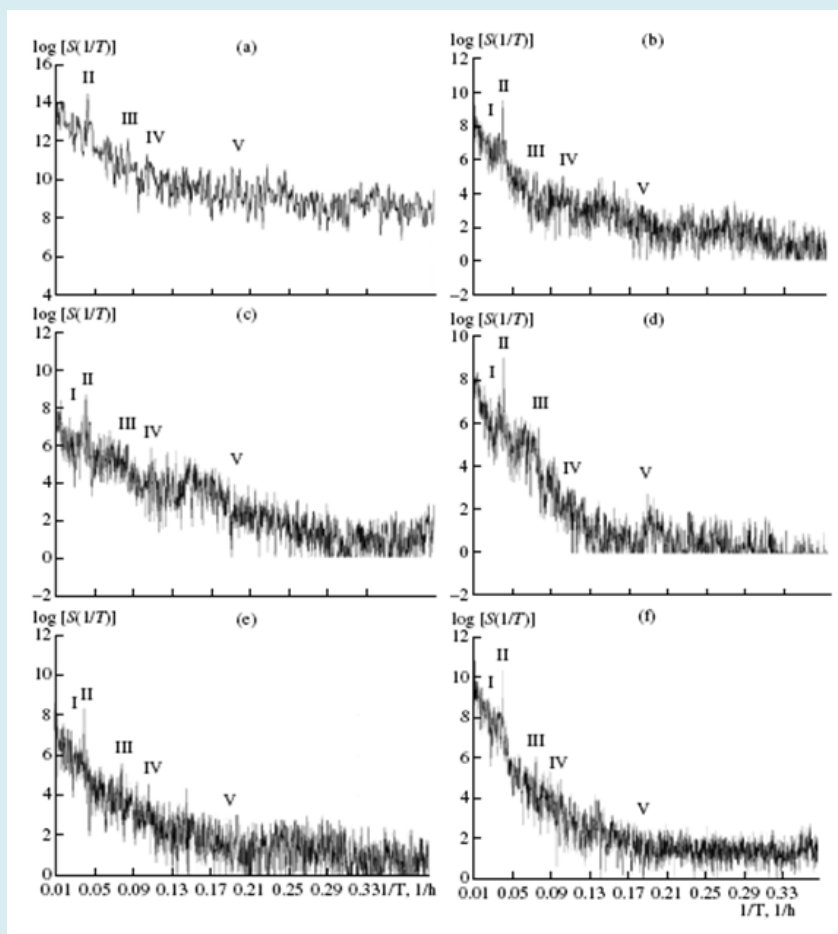 log [S(1/T)] (a)
16
14
12
10
8
6
4
II
III
IV
V
log [S(1/T)] (b)
12
10
8
6
4
2
0
−2
I
II
III
IV
V
log [S(1/T)] (c)
12
10
8
6
4
2
0
−2
I
II
III
IV
V
log [S(1/T)] (d)
10
8
6
4
2
0
−2
I
II
III
IV
V
log [S(1/T)] (e)
12
10
8
6
4
2
0
I
II
III
IV
V
0.01 0.05 0.09 0.13 0.17 0.21 0.25 0.29 0.331/T, 1/h
log [S(1/T)] (f)
12
10
8
6
4
2
0
I
II
III
IV
V
0.01 0.05 0.09 0.13 0.17 0.21 0.25 0.29 0.33
1/T, 1/h